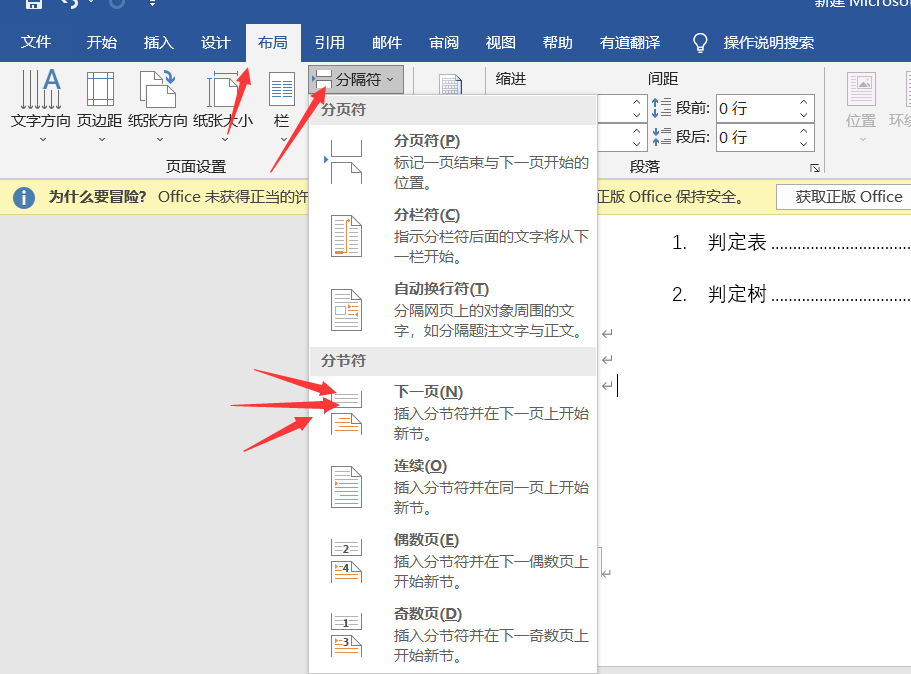 新建 Microso
文件 开始 插入 设计 布局 引用 邮件 审阅 视图 帮助 有道翻译 操作说明搜索
文字方向 页边距 纸张方向 纸张大小 栏 分隔符 缩进 间距
段前: 0 行
段后: 0 行
位置 环绕
页面设置 段落
为什么要冒险? Office 未获得正当的许
正版 Office 保持安全。 获取正版 Office
分页符
分页符(P)
标记一页结束与下一页开始的
位置。
分栏符(C)
指示分栏符后面的文字将从下
一栏开始。
自动换行符(T)
分隔网页上的对象周围的文
字，如分隔题注文字与正文。
分节符
下一页(N)
插入分节符并在下一页上开始
新节。
连续(O)
插入分节符并在同一页上开始
新节。
偶数页(E)
插入分节符并在下一偶数页上
开始新节。
奇数页(D)
插入分节符并在下一奇数页上
开始新节。
1. 判定表
2. 判定树